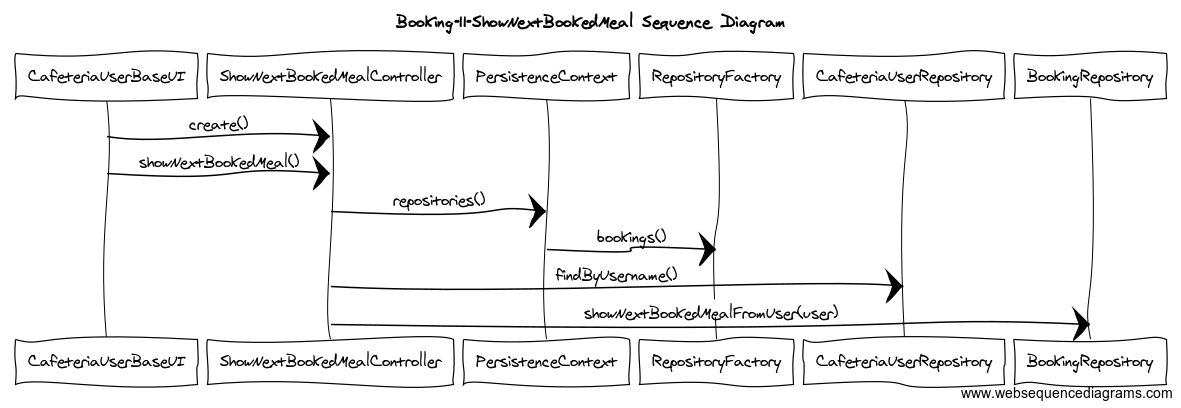 Booking-11-ShowNextBookedMeal Sequence Diagram
CafeteriaUserBaseUI ShowNextBookedMealController PersistenceContext RepositoryFactory CafeteriaUserRepository BookingRepository
create()
showNextBookedMeal()
repositories()
bookings()
findByUsername()
showNextBookedMealFromUser(user)
CafeteriaUserBaseUI ShowNextBookedMealController PersistenceContext RepositoryFactory CafeteriaUserRepository BookingRepository
www.websequencediagrams.com